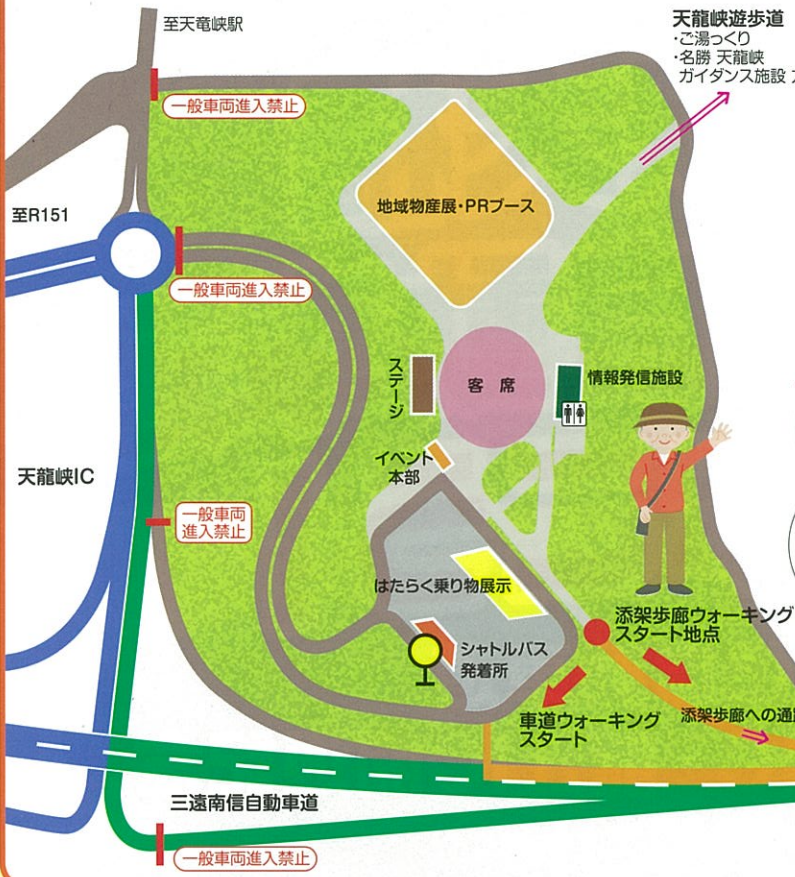 至天竜峡駅
天龍峡遊歩道
・ご湯っくり
・名勝 天龍峡
ガイダンス施設
一般車両進入禁止
地域物産展・PRブース
至R151
一般車両進入禁止
ステージ
客 席
情報発信施設
イベント
本部
天龍峡IC
一般車両
進入禁止
はたらく乗り物展示
添架歩廊ウォーキング
スタート地点
シャトルバス
発着所
車道ウォーキング
スタート
添架歩廊への通
三遠南信自動車道
一般車両進入禁止